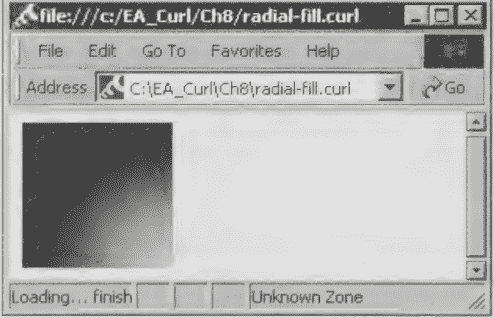 file:///c:/EA_Curl/Ch8/radial-fill.curl
File Edit Go To Favorites Help
Address C:\EA_Curl\Ch8\radial-fill.curl Go
Loading... finish Unknown Zone